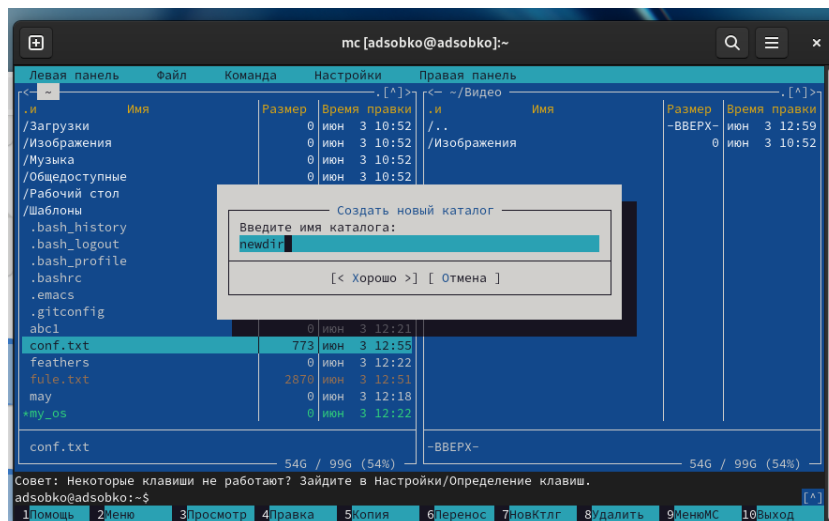 mc [adsobko@adsobko]:~
Левая панель Файл Команда Настройки Правая панель
<— ~ .[^]> <— ~/Видео .[^]>
.и Имя Размер Время правки .и Имя Размер Время правки
/Загрузки 0 июн 3 10:52 /.. -ВВЕРХ- июн 3 12:59
/Изображения 0 июн 3 10:52 /Изображения 0 июн 3 10:52
/Музыка 0 июн 3 10:52
/Общедоступные 0 июн 3 10:52
/Рабочий стол
/Шаблоны
Создать новый каталог
.bash_history
Введите имя каталога:
.bash_logout
newdir
.bash_profile
.bashrc
[< Хорошо >] [ Отмена ]
.emacs
.gitconfig
abc1 0 июн 3 12:21
conf.txt 773 июн 3 12:55
feathers 0 июн 3 12:22
fule.txt 2870 июн 3 12:51
may 0 июн 3 12:18
*my_os 0 июн 3 12:22
conf.txt -ВВЕРХ-
54G / 99G (54%) 54G / 99G (54%)
Совет: Некоторые клавиши не работают? Зайдите в Настройки/Определение клавиш.
adsobko@adsobko:~$ [^]
1Помощь 2Меню 3Просмотр 4Правка 5Копия 6Перенос 7НовКтлг 8Удалить 9МенюМС 10Выход